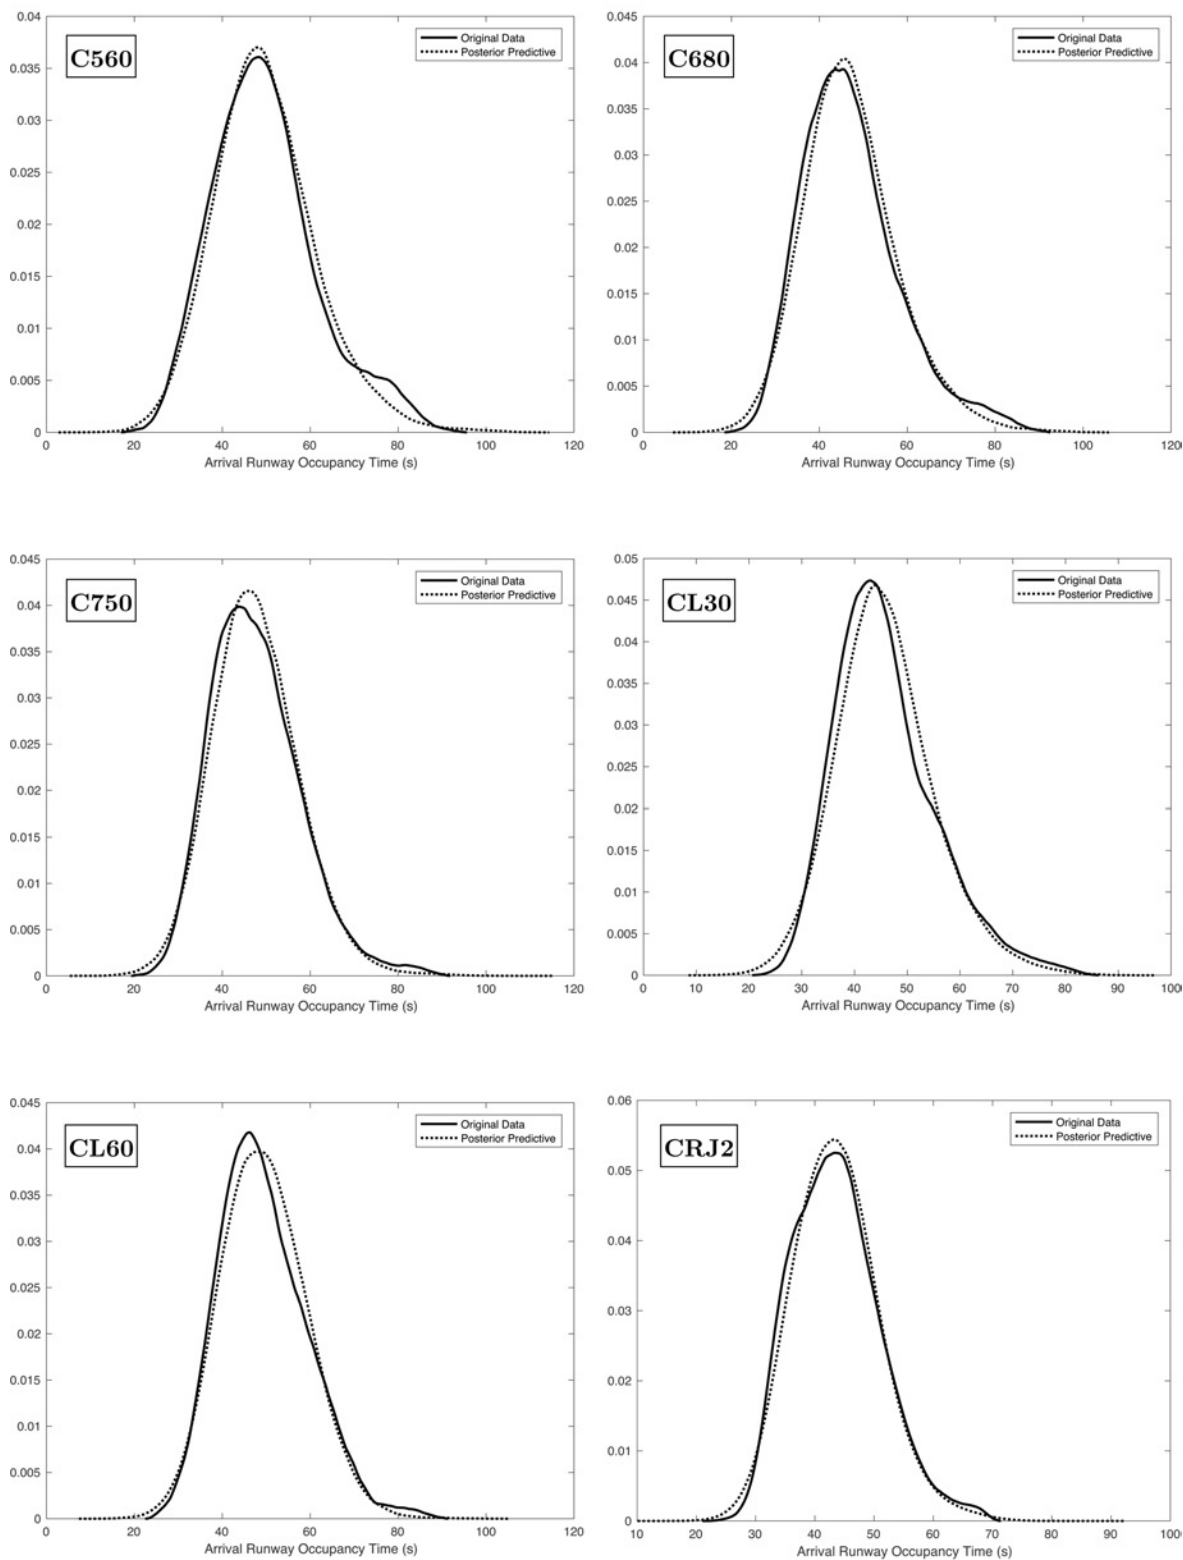 C560
Original Data
Posterior Predictive
0.04
0.035
0.03
0.025
0.02
0.015
0.01
0.005
0
0 20 40 60 80 100 120
Arrival Runway Occupancy Time (s)
C680
Original Data
Posterior Predictive
0.045
0.04
0.035
0.03
0.025
0.02
0.015
0.01
0.005
0
0 20 40 60 80 100 120
Arrival Runway Occupancy Time (s)
C750
Original Data
Posterior Predictive
0.045
0.04
0.035
0.03
0.025
0.02
0.015
0.01
0.005
0
0 20 40 60 80 100 120
Arrival Runway Occupancy Time (s)
CL30
Original Data
Posterior Predictive
0.05
0.045
0.04
0.035
0.03
0.025
0.02
0.015
0.01
0.005
0
0 10 20 30 40 50 60 70 80 90 100
Arrival Runway Occupancy Time (s)
CL60
Original Data
Posterior Predictive
0.045
0.04
0.035
0.03
0.025
0.02
0.015
0.01
0.005
0
0 20 40 60 80 100 120
Arrival Runway Occupancy Time (s)
CRJ2
Original Data
Posterior Predictive
0.06
0.05
0.04
0.03
0.02
0.01
0
10 20 30 40 50 60 70 80 90 100
Arrival Runway Occupancy Time (s)